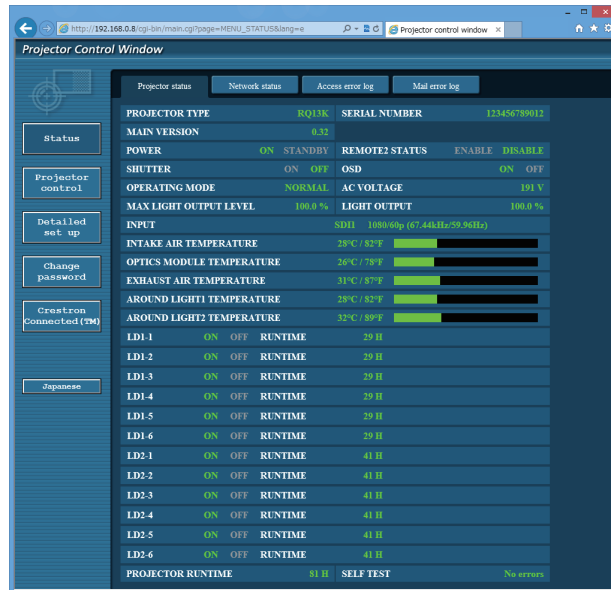 http://192.168.0.8/cgi-bin/main.cgi?page=MENU_STATUS&lang=e
Projector control window
Projector Control Window
Projector status Network status Access error log Mail error log
Status
Projector control
Detailed set up
Change password
Crestron Connected(TM)
Japanese
PROJECTOR TYPE RQ13K SERIAL NUMBER 123456789012
MAIN VERSION 0.32
POWER ON STANDBY REMOTE2 STATUS ENABLE DISABLE
SHUTTER ON OFF OSD ON OFF
OPERATING MODE NORMAL AC VOLTAGE 191 V
MAX LIGHT OUTPUT LEVEL 100.0 % LIGHT OUTPUT 100.0 %
INPUT SDI1 1080/60p (67.44kHz/59.96Hz)
INTAKE AIR TEMPERATURE 28°C / 82°F
OPTICS MODULE TEMPERATURE 26°C / 78°F
EXHAUST AIR TEMPERATURE 31°C / 87°F
AROUND LIGHT1 TEMPERATURE 28°C / 82°F
AROUND LIGHT2 TEMPERATURE 32°C / 89°F
LD1-1 ON OFF RUNTIME 29 H
LD1-2 ON OFF RUNTIME 29 H
LD1-3 ON OFF RUNTIME 29 H
LD1-4 ON OFF RUNTIME 29 H
LD1-5 ON OFF RUNTIME 29 H
LD1-6 ON OFF RUNTIME 29 H
LD2-1 ON OFF RUNTIME 41 H
LD2-2 ON OFF RUNTIME 41 H
LD2-3 ON OFF RUNTIME 41 H
LD2-4 ON OFF RUNTIME 41 H
LD2-5 ON OFF RUNTIME 41 H
LD2-6 ON OFF RUNTIME 41 H
PROJECTOR RUNTIME 81 H SELF TEST No errors